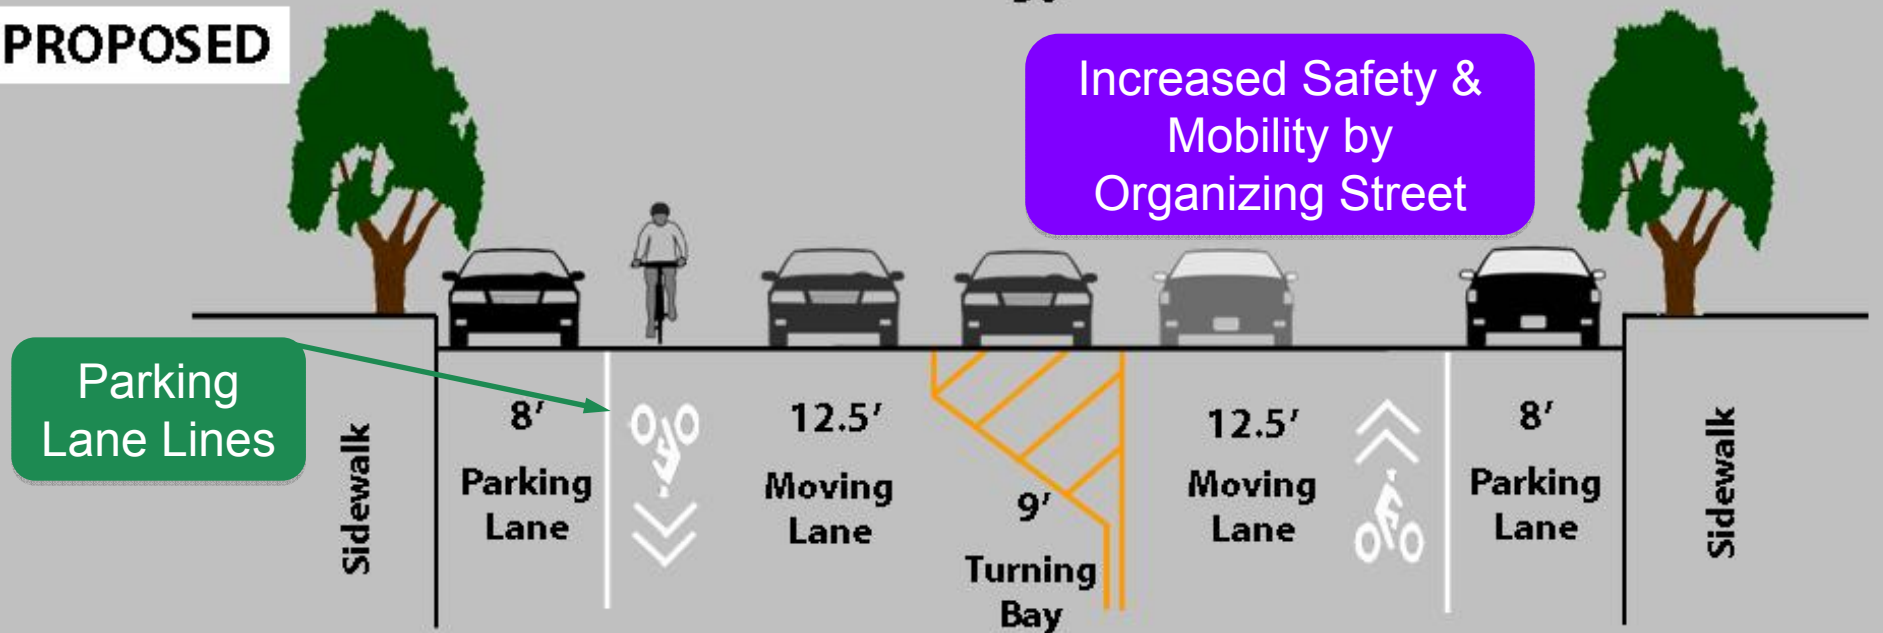 PROPOSED
Increased Safety &
Mobility by
Organizing Street
Parking
Lane Lines
Sidewalk
8'
Parking
Lane
12.5'
Moving
Lane
9'
Turning
Bay
12.5'
Moving
Lane
8'
Parking
Lane
Sidewalk